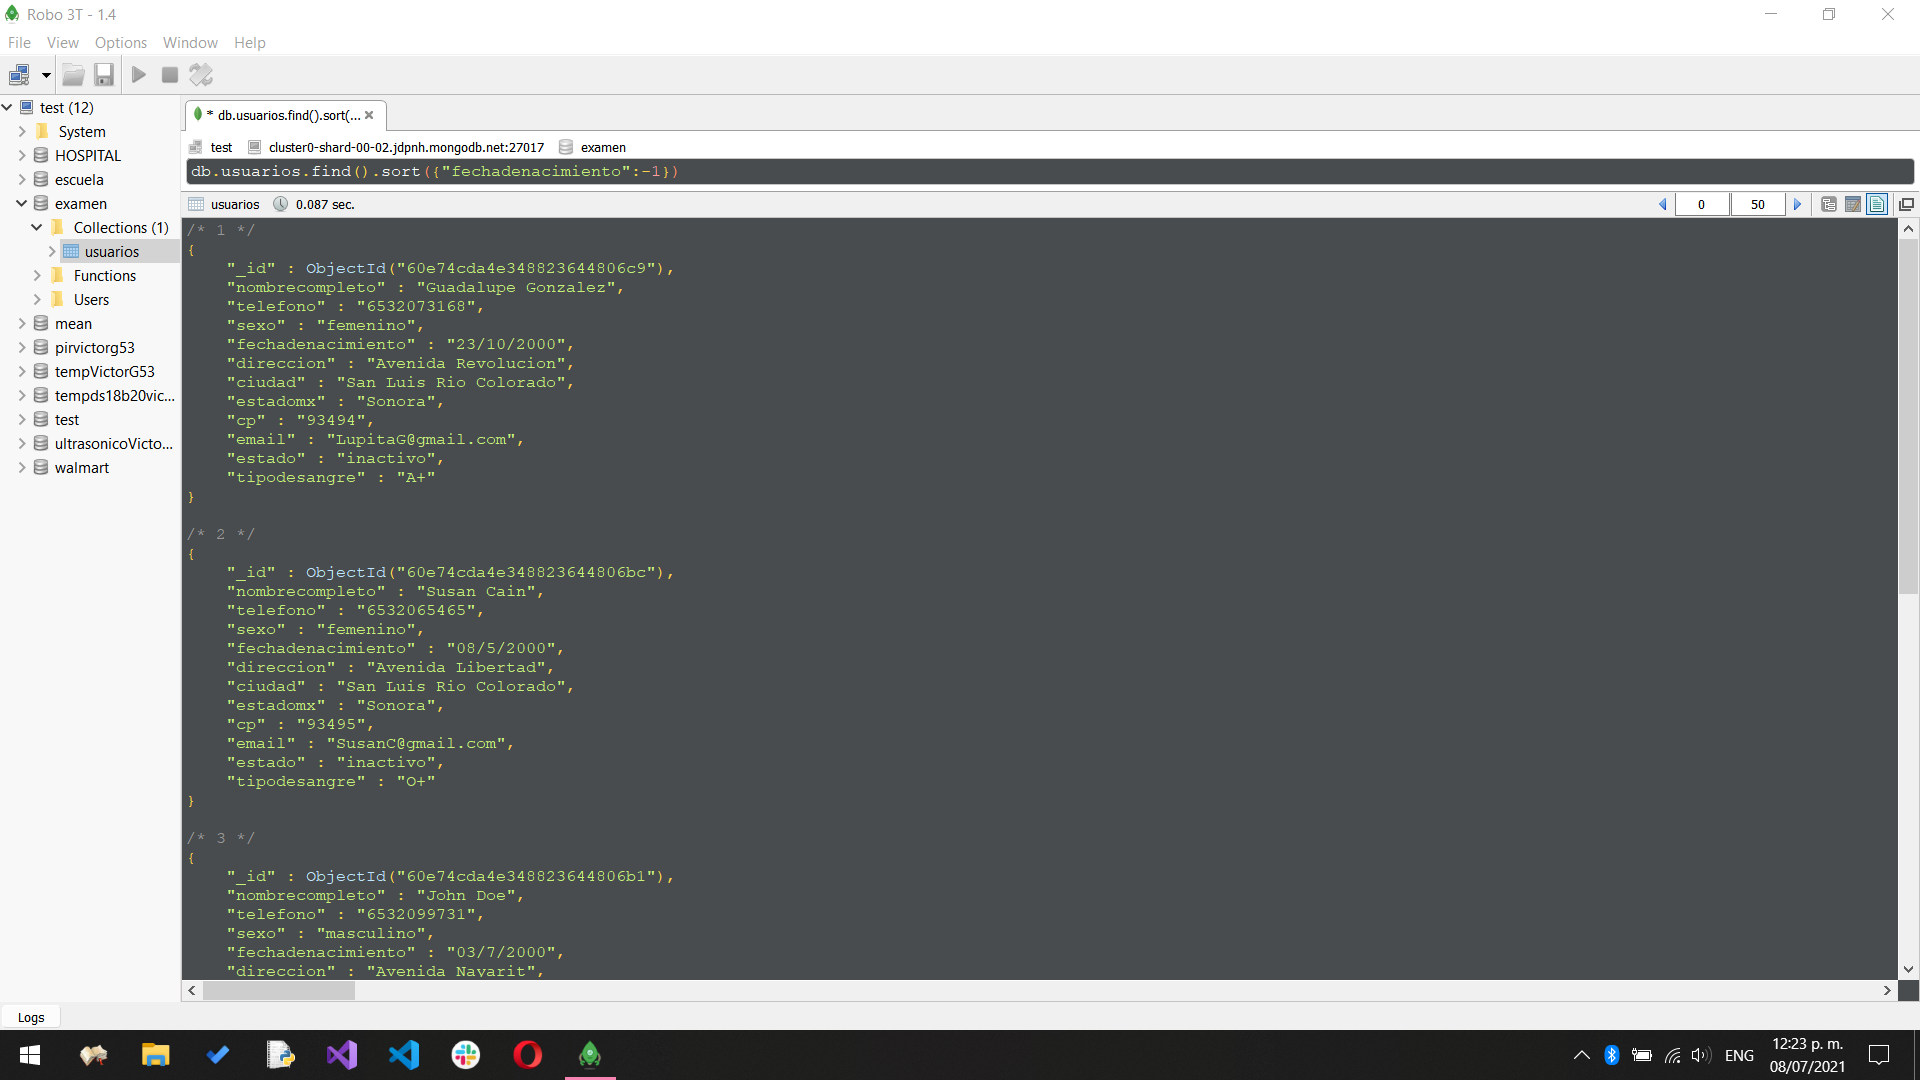 Robo 3T - 1.4
File View Options Window Help
test (12)
System
HOSPITAL
escuela
examen
Collections (1)
usuarios
Functions
Users
mean
pirvictorg53
tempVictorG53
tempds18b20vic...
test
ultrasonicoVicto...
walmart
* db.usuarios.find().sort(...
test cluster0-shard-00-02.jdpnh.mongodb.net:27017 examen
db.usuarios.find().sort({"fechadenacimiento":-1})
usuarios 0.087 sec. 0 50
/* 1 */
{
"_id" : ObjectId("60e74cda4e348823644806c9"),
"nombrecompleto" : "Guadalupe Gonzalez",
"telefono" : "6532073168",
"sexo" : "femenino",
"fechadenacimiento" : "23/10/2000",
"direccion" : "Avenida Revolucion",
"ciudad" : "San Luis Rio Colorado",
"estadomx" : "Sonora",
"cp" : "93494",
"email" : "LupitaG@gmail.com",
"estado" : "inactivo",
"tipodesangre" : "A+"
}
/* 2 */
{
"_id" : ObjectId("60e74cda4e348823644806bc"),
"nombrecompleto" : "Susan Cain",
"telefono" : "6532065465",
"sexo" : "femenino",
"fechadenacimiento" : "08/5/2000",
"direccion" : "Avenida Libertad",
"ciudad" : "San Luis Rio Colorado",
"estadomx" : "Sonora",
"cp" : "93495",
"email" : "SusanC@gmail.com",
"estado" : "inactivo",
"tipodesangre" : "O+"
}
/* 3 */
{
"_id" : ObjectId("60e74cda4e348823644806b1"),
"nombrecompleto" : "John Doe",
"telefono" : "6532099731",
"sexo" : "masculino",
"fechadenacimiento" : "03/7/2000",
"direccion" : "Avenida Nayarit",
Logs
ENG
12:23 p. m.
08/07/2021